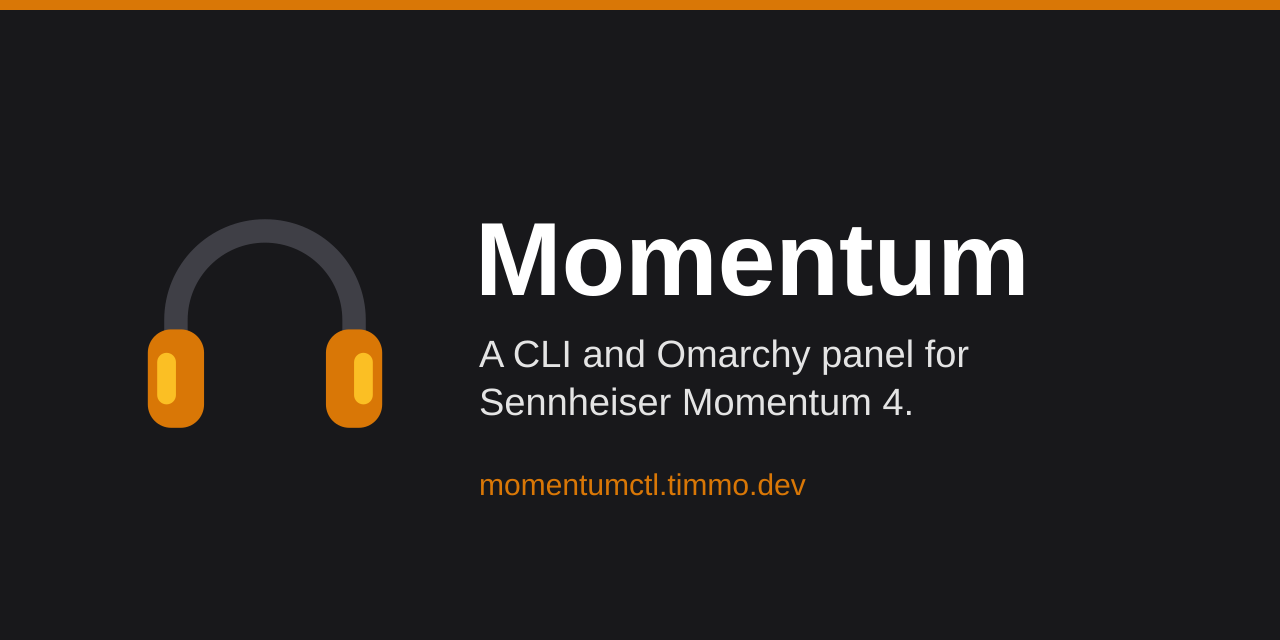 Momentum
A CLI and Omarchy panel for
Sennheiser Momentum 4.
momentumctl.timmo.dev